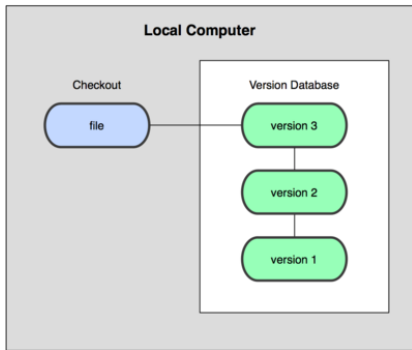 Local Computer
Checkout
Version Database
file
version 3
version 2
version 1